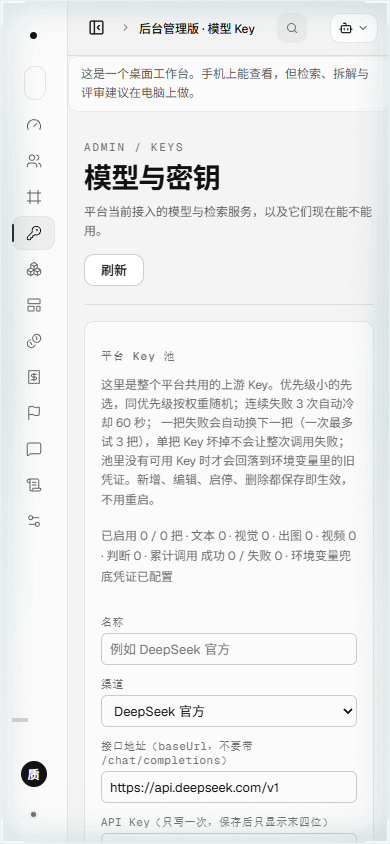 后台管理版 · 模型 Key
这是一个桌面工作台。手机上能查看，但检索、拆解与
评审建议在电脑上做。
ADMIN / KEYS
模型与密钥
平台当前接入的模型与检索服务，以及它们现在能不能
用。
刷新
平台 Key 池
这里是整个平台共用的上游 Key。优先级小的先
选，同优先级按权重随机；连续失败 3 次自动冷
却 60 秒； 一把失败会自动换下一把（一次最多
试 3 把），单把 Key 坏掉不会让整次调用失败；
池里没有可用 Key 时才会回落到环境变量里的旧
凭证。新增、编辑、启停、删除都保存即生效，
不用重启。
已启用 0 / 0 把 · 文本 0 · 视觉 0 · 出图 0 · 视频 0
· 判断 0 · 累计调用 成功 0 / 失败 0 · 环境变量兜
底凭证已配置
名称
例如 DeepSeek 官方
渠道
DeepSeek 官方
接口地址（baseUrl，不要带
/chat/completions）
https://api.deepseek.com/v1
质
API Key（只写一次，保存后只显示末四位）